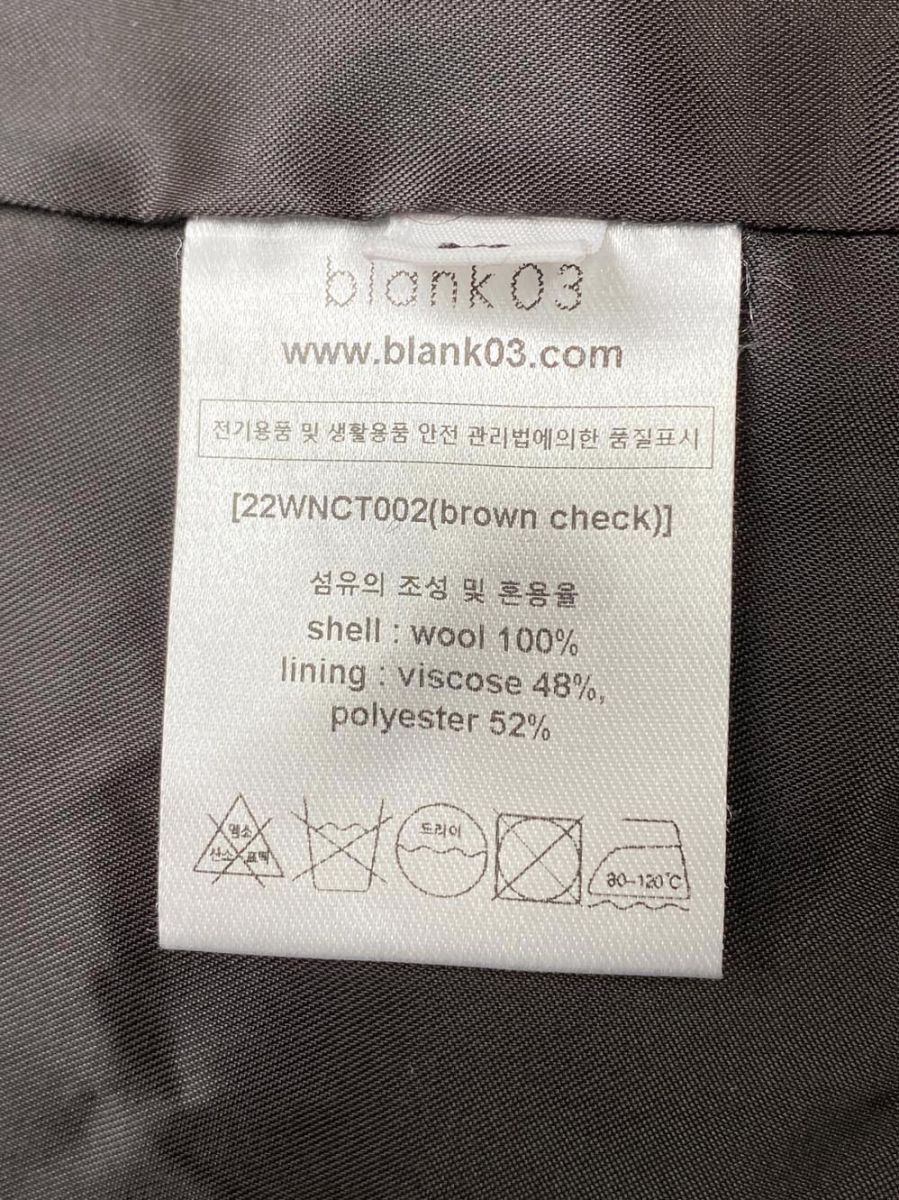 blank03
www.blank03.com
전기용품 및 생활용품 안전 관리법에의한 품질표시
[22WNCT002(brown check)]
섬유의 조성 및 혼용율
shell : wool 100%
lining : viscose 48%,
polyester 52%
염소
산소 표백
드라이
80-120℃